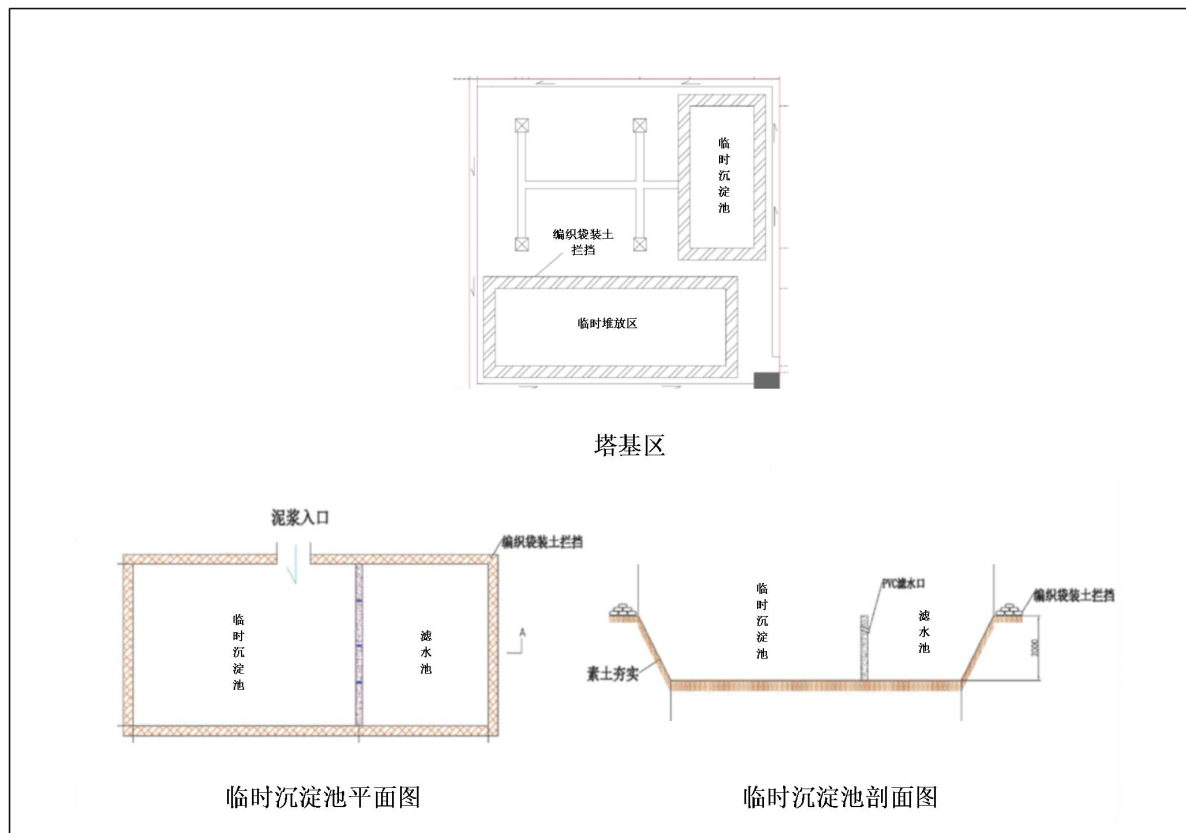 临时沉淀池
编织袋装土
拦挡
临时堆放区
塔基区
泥浆入口
编织袋装土拦挡
临时沉淀池
滤水池
A
PVC滤水口
编织袋装土拦挡
临时沉淀池
滤水池
素土夯实
临时沉淀池平面图
临时沉淀池剖面图